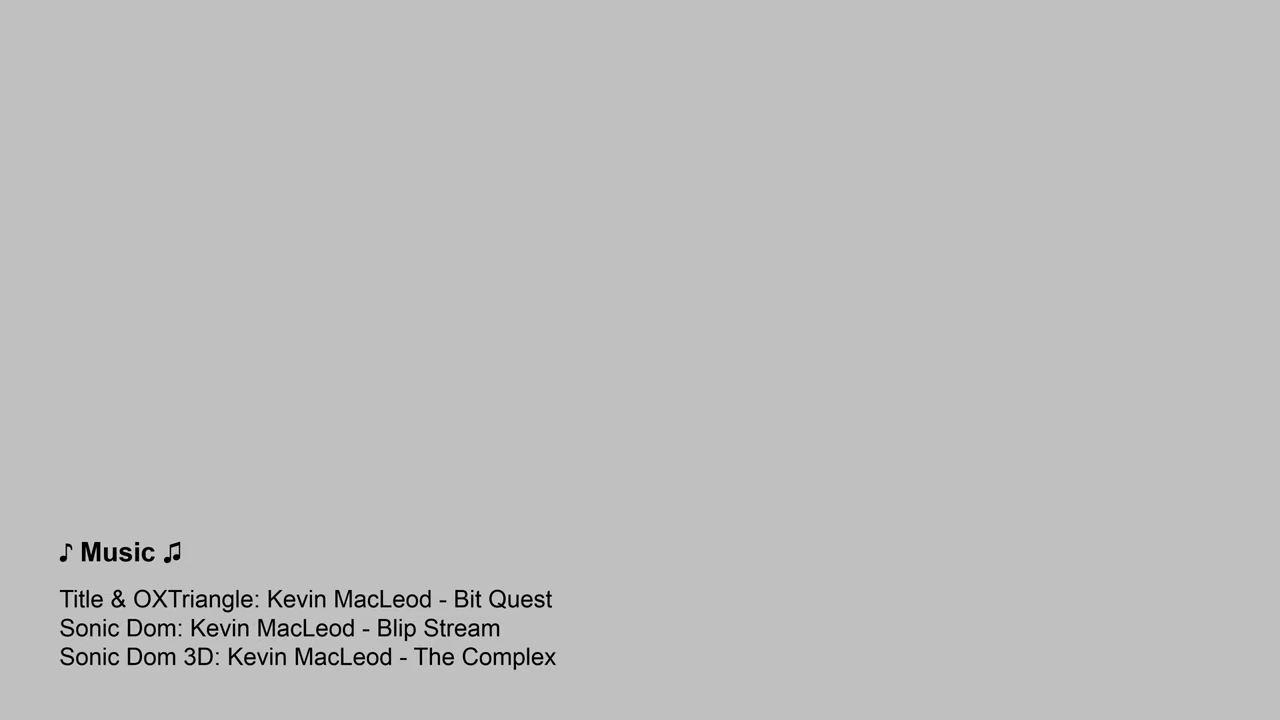 ♪ Music ♫
Title & OXTriangle: Kevin MacLeod - Bit Quest
Sonic Dom: Kevin MacLeod - Blip Stream
Sonic Dom 3D: Kevin MacLeod - The Complex